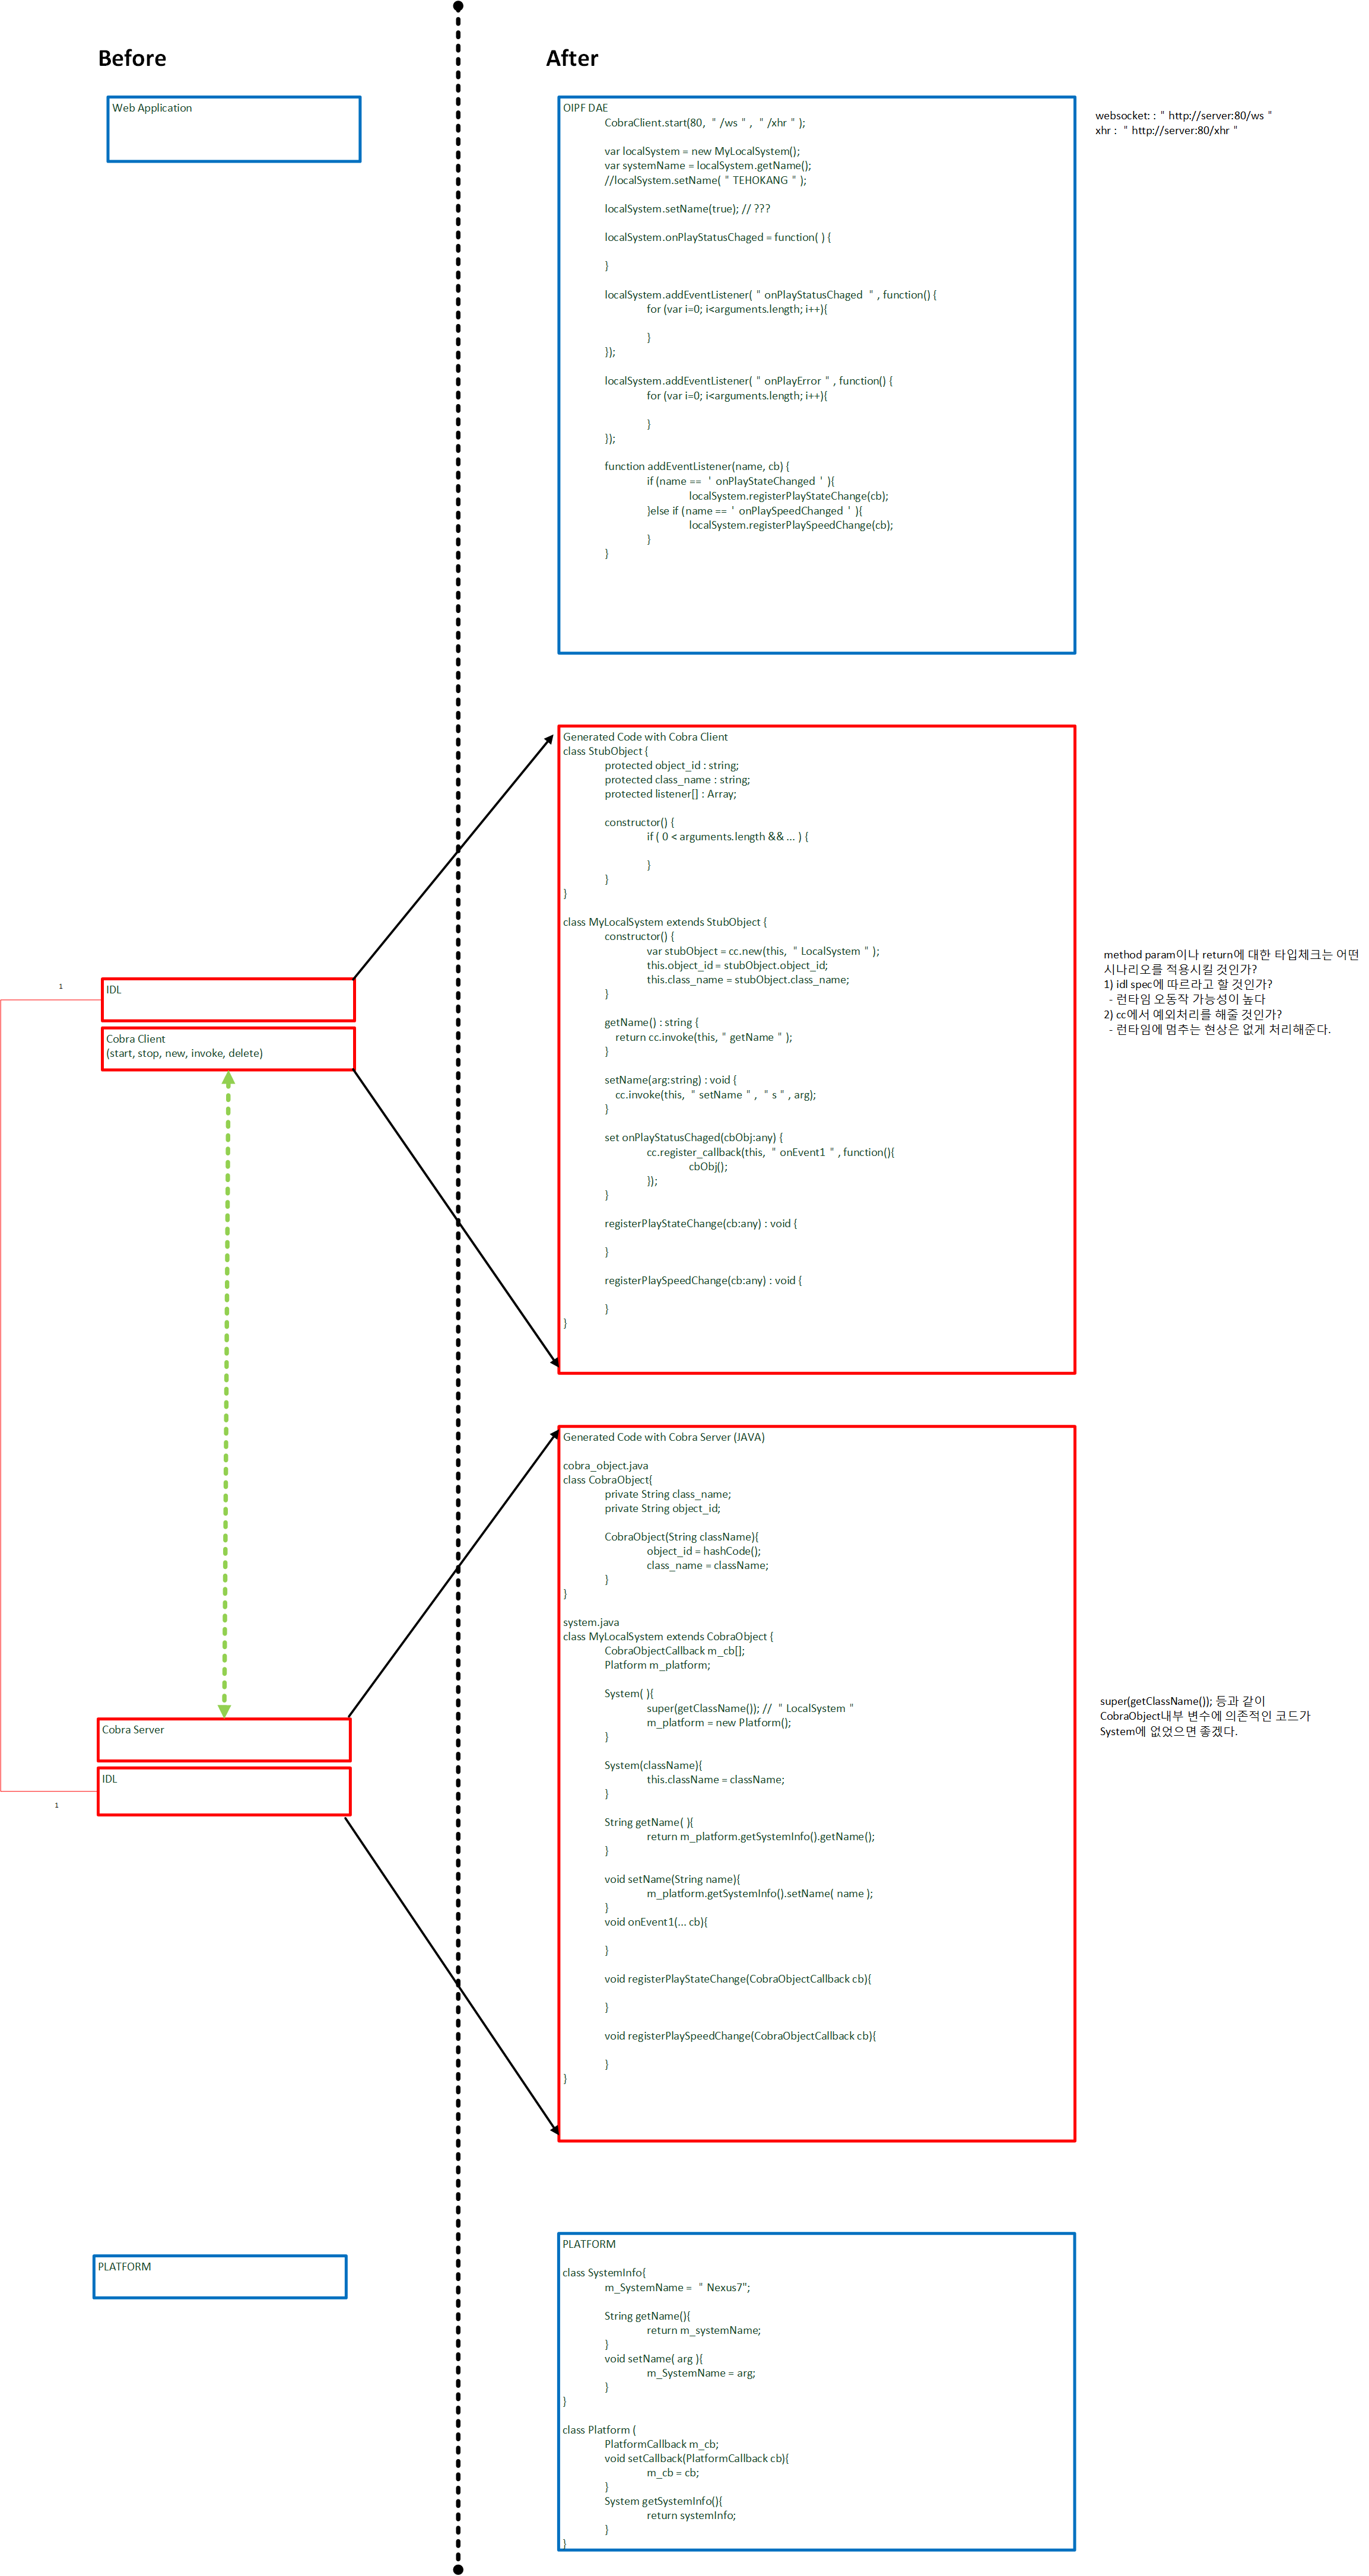 Before
After
Web Application
OIPF DAE
CobraClient.start(80, "/ws", "/xhr");
var localSystem = new MyLocalSystem();
var systemName = localSystem.getName();
//localSystem.setName("TEHOKANG");
localSystem.setName(true); // ???
localSystem.onPlayStatusChaged = function( ) {
}
localSystem.addEventListener("onPlayStatusChaged ", function() {
for (var i=0; i<arguments.length; i++){
}
});
localSystem.addEventListener("onPlayError", function() {
for (var i=0; i<arguments.length; i++){
}
});
function addEventListener(name, cb) {
if (name == 'onPlayStateChanged'){
localSystem.registerPlayStateChange(cb);
}else if (name =='onPlaySpeedChanged'){
localSystem.registerPlaySpeedChange(cb);
}
}
websocket: : "http://server:80/ws"
xhr : "http://server:80/xhr"
Generated Code with Cobra Client
class StubObject {
protected object_id : string;
protected class_name : string;
protected listener[] : Array;
constructor() {
if ( 0 < arguments.length && ... ) {
}
}
}
class MyLocalSystem extends StubObject {
constructor() {
var stubObject = cc.new(this, "LocalSystem");
this.object_id = stubObject.object_id;
this.class_name = stubObject.class_name;
}
getName() : string {
return cc.invoke(this, "getName");
}
setName(arg:string) : void {
cc.invoke(this, "setName", "s", arg);
}
set onPlayStatusChaged(cbObj:any) {
cc.register_callback(this, "onEvent1", function(){
cbObj();
});
}
registerPlayStateChange(cb:any) : void {
}
registerPlaySpeedChange(cb:any) : void {
}
}
method param이나 return에 대한 타입체크는 어떤
시나리오를 적용시킬 것인가?
1) idl spec에 따르라고 할 것인가?
- 런타임 오동작 가능성이 높다
2) cc에서 예외처리를 해줄 것인가?
- 런타임에 멈추는 현상은 없게 처리해준다.
1
IDL
Cobra Client
(start, stop, new, invoke, delete)
Generated Code with Cobra Server (JAVA)
cobra_object.java
class CobraObject{
private String class_name;
private String object_id;
CobraObject(String className){
object_id = hashCode();
class_name = className;
}
}
system.java
class MyLocalSystem extends CobraObject {
CobraObjectCallback m_cb[];
Platform m_platform;
System( ){
super(getClassName()); // "LocalSystem"
m_platform = new Platform();
}
System(className){
this.className = className;
}
String getName( ){
return m_platform.getSystemInfo().getName();
}
void setName(String name){
m_platform.getSystemInfo().setName( name );
}
void onEvent1(... cb){
}
void registerPlayStateChange(CobraObjectCallback cb){
}
void registerPlaySpeedChange(CobraObjectCallback cb){
}
}
super(getClassName()); 등과 같이
CobraObject내부 변수에 의존적인 코드가
System에 없었으면 좋겠다.
Cobra Server
IDL
1
PLATFORM
PLATFORM
class SystemInfo{
m_SystemName = "Nexus7";
String getName(){
return m_systemName;
}
void setName( arg ){
m_SystemName = arg;
}
}
class Platform {
PlatformCallback m_cb;
void setCallback(PlatformCallback cb){
m_cb = cb;
}
System getSystemInfo(){
return systemInfo;
}
}